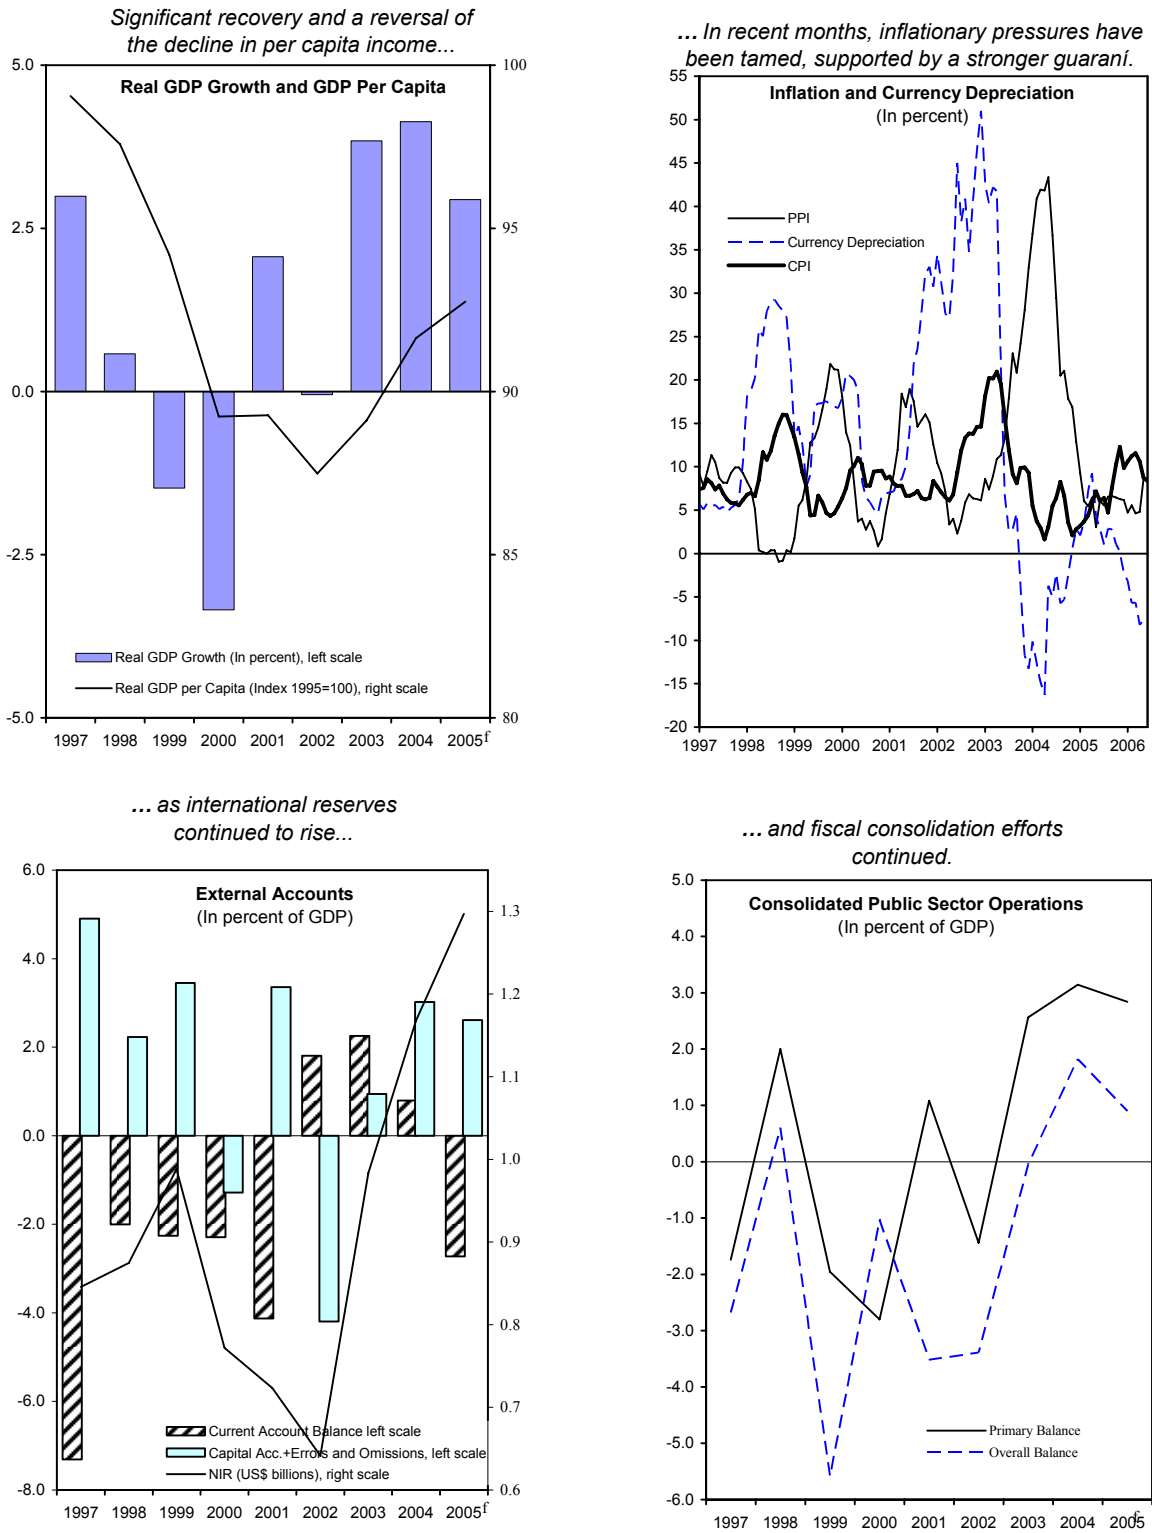 Significant recovery and a reversal of
the decline in per capita income...
Real GDP Growth and GDP Per Capita
5.0
2.5
0.0
-2.5
-5.0
100
95
90
85
80
Real GDP Growth (In percent), left scale
Real GDP per Capita (Index 1995=100), right scale
1997 1998 1999 2000 2001 2002 2003 2004 2005f
... In recent months, inflationary pressures have
been tamed, supported by a stronger guaraní.
Inflation and Currency Depreciation
(In percent)
55
50
45
40
35
30
25
20
15
10
5
0
-5
-10
-15
-20
PPI
Currency Depreciation
CPI
1997 1998 1999 2000 2001 2002 2003 2004 2005 2006
... as international reserves
continued to rise...
External Accounts
(In percent of GDP)
6.0
4.0
2.0
0.0
-2.0
-4.0
-6.0
-8.0
1.3
1.2
1.1
1.0
0.9
0.8
0.7
0.6
Current Account Balance left scale
Capital Acc.+Errors and Omissions, left scale
NIR (US$ billions), right scale
1997 1998 1999 2000 2001 2002 2003 2004 2005f
... and fiscal consolidation efforts
continued.
Consolidated Public Sector Operations
(In percent of GDP)
5.0
4.0
3.0
2.0
1.0
0.0
-1.0
-2.0
-3.0
-4.0
-5.0
-6.0
Primary Balance
Overall Balance
1997 1998 1999 2000 2001 2002 2003 2004 2005f